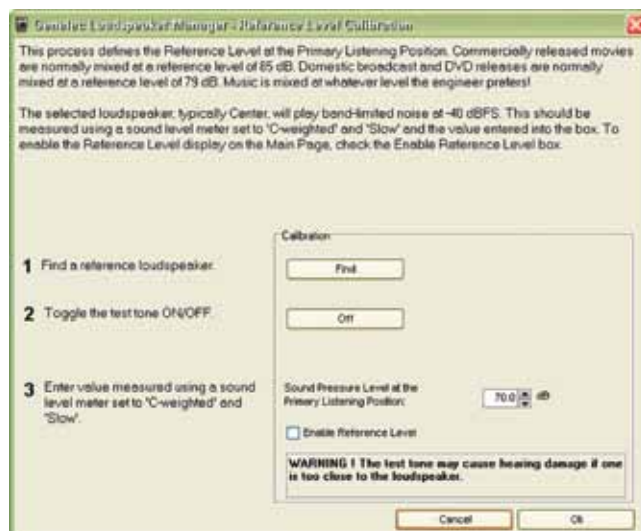 Genelec Loudspeaker Manager - Reference Level Calibration
This process defines the Reference Level at the Primary Listening Position. Commercially released movies
are normally mixed at a reference level of 85 dB. Domestic broadcast and DVD releases are normally
mixed at a reference level of 79 dB. Music is mixed at whatever level the engineer prefers!
The selected loudspeaker, typically Center, will play band-limited noise at -40 dBFS. This should be
measured using a sound level meter set to 'C-weighted' and 'Slow' and the value entered into the box. To
enable the Reference Level display on the Main Page, check the Enable Reference Level box.
Calibration
1 Find a reference loudspeaker.
Find
2 Toggle the test tone ON/OFF.
Off
3 Enter value measured using a sound
level meter set to 'C-weighted' and
'Slow'.
Sound Pressure Level at the
Primary Listening Position:
70.0 dB
Enable Reference Level
WARNING ! The test tone may cause hearing damage if one
is too close to the loudspeaker.
Cancel
Ok